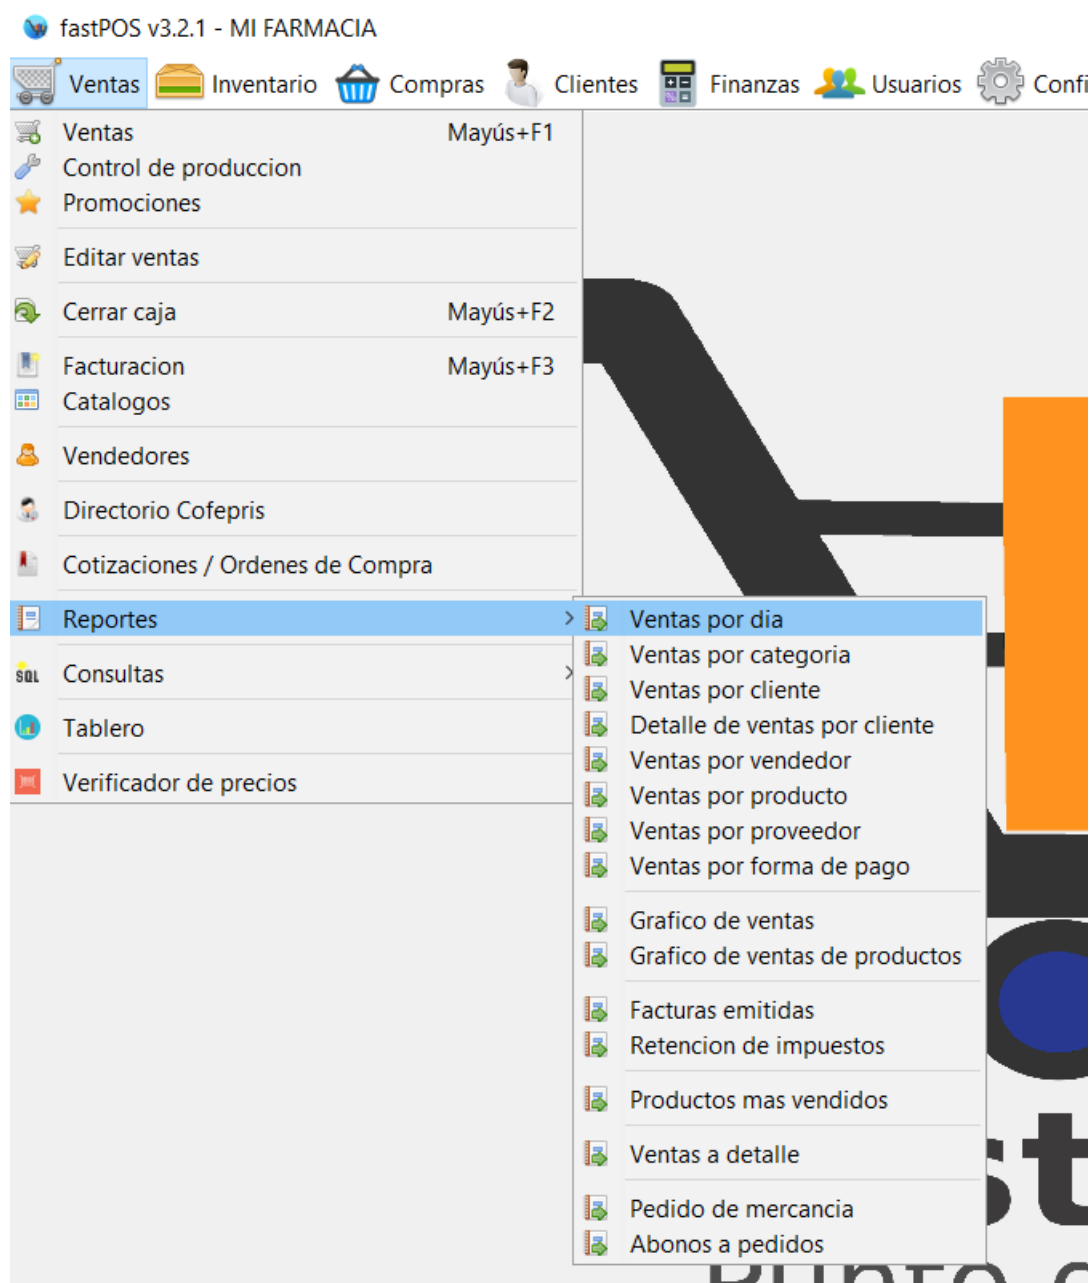 fastPOS v3.2.1 - MI FARMACIA
Ventas Inventario Compras Clientes Finanzas Usuarios Confi
Ventas Mayús+F1
Control de produccion
Promociones
Editar ventas
Cerrar caja Mayús+F2
Facturacion Mayús+F3
Catalogos
Vendedores
Directorio Cofepris
Cotizaciones / Ordenes de Compra
Reportes
SQL Consultas
Tablero
Verificador de precios
Ventas por dia
Ventas por categoria
Ventas por cliente
Detalle de ventas por cliente
Ventas por vendedor
Ventas por producto
Ventas por proveedor
Ventas por forma de pago
Grafico de ventas
Grafico de ventas de productos
Facturas emitidas
Retencion de impuestos
Productos mas vendidos
Ventas a detalle
Pedido de mercancia
Abonos a pedidos
st